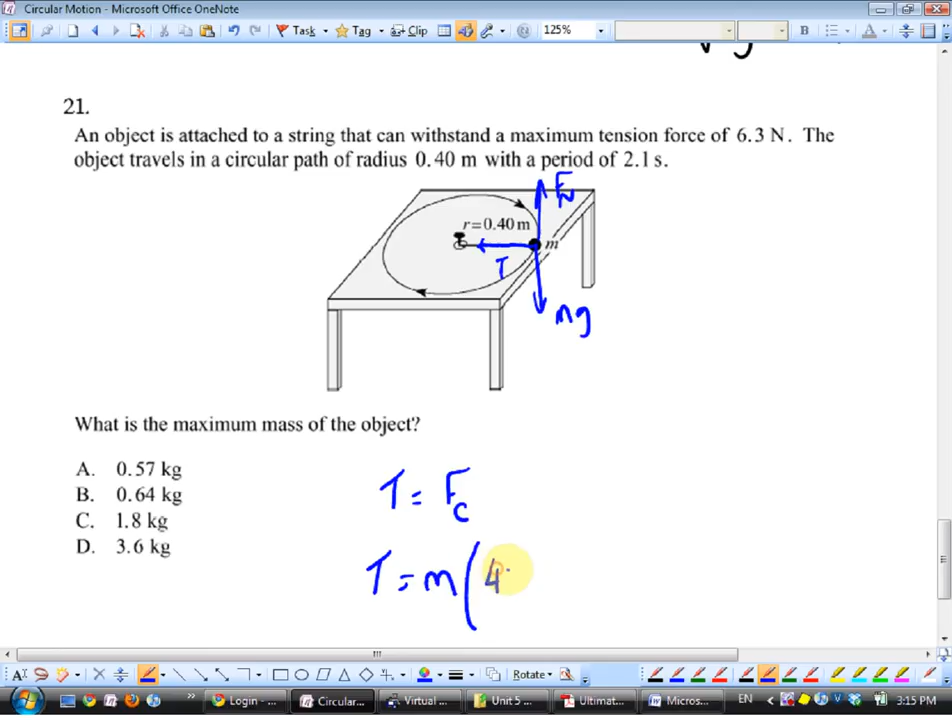 Circular Motion - Microsoft Office OneNote
Task Tag Clip 125% B A
21.
An object is attached to a string that can withstand a maximum tension force of 6.3 N. The
object travels in a circular path of radius 0.40 m with a period of 2.1 s.
FN
r=0.40 m
m
T
mg
What is the maximum mass of the object?
A. 0.57 kg
B. 0.64 kg
C. 1.8 kg
D. 3.6 kg
T = Fc
T = m(4
Rotate
Login - ... Circular... Virtual ... Unit 5 ... Ultimat... Micros... EN 3:15 PM